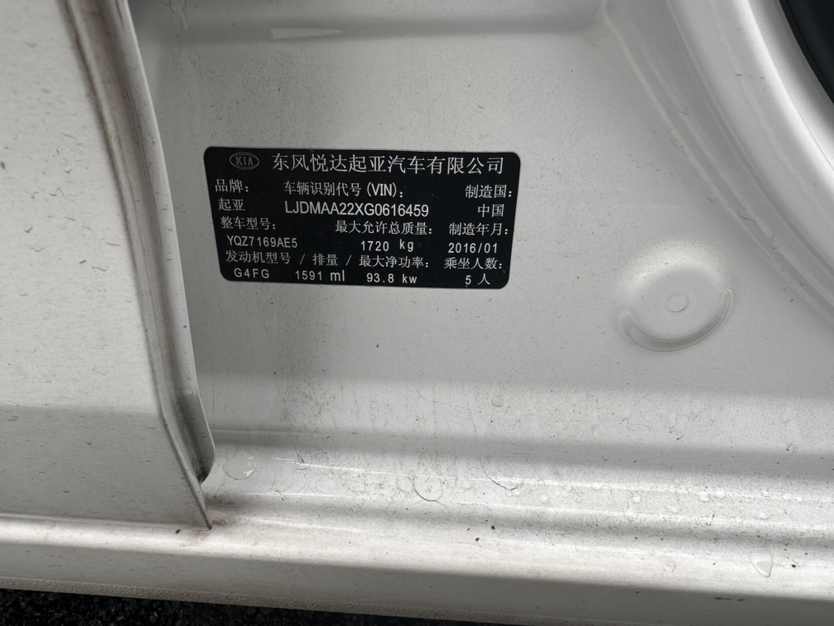 KIA 东风悦达起亚汽车有限公司
品牌： 车辆识别代号(VIN)： 制造国：
起亚 LJDMAA22XG0616459 中国
整车型号： 最大允许总质量： 制造年月：
YQZ7169AE5 1720 kg 2016/01
发动机型号 / 排量 / 最大净功率： 乘坐人数：
G4FG 1591 ml 93.8 kw 5 人